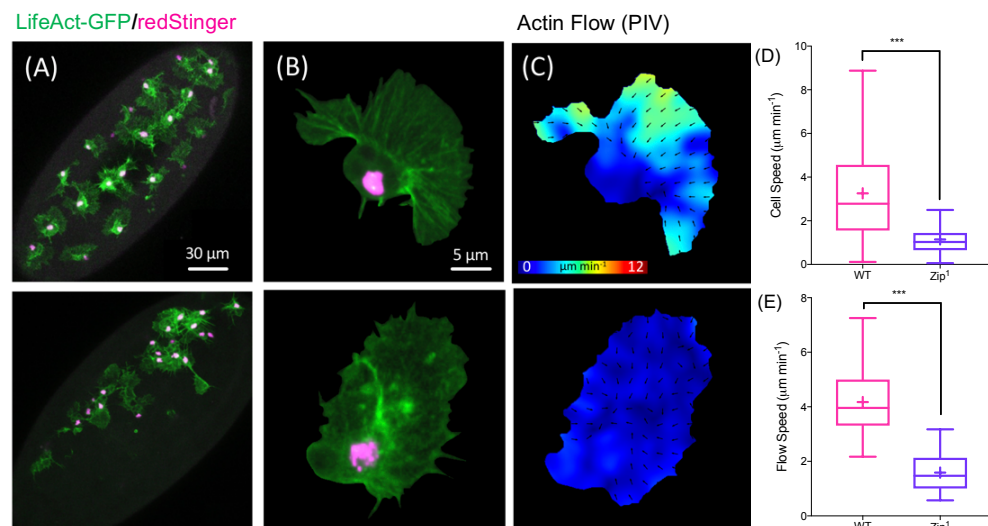 LifeAct-GFP/redStinger
Actin Flow (PIV)
(A)
(B)
(C)
(D)
30 µm
5 µm
0 µm min⁻¹ 12
Cell Speed (µm min⁻¹)
10
8
6
4
2
0
***
WT Zip¹
(E)
Flow Speed (µm min⁻¹)
8
6
4
2
0
***
WT Zip¹